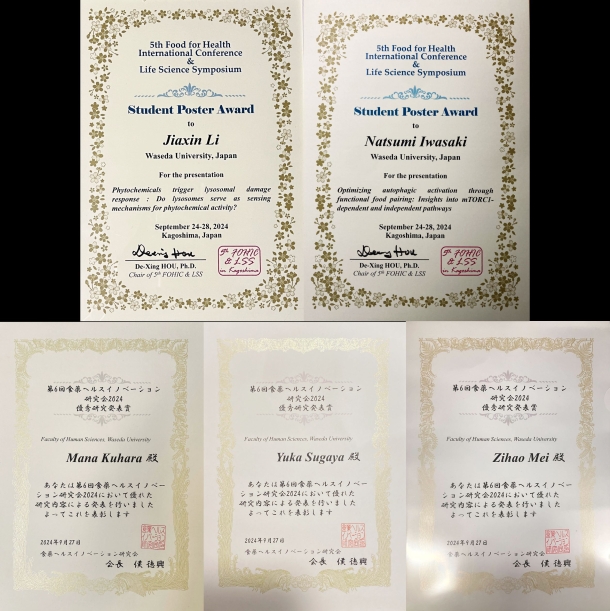 5th Food for Health
International Conference
&
Life Science Symposium
Student Poster Award
to
Jiaxin Li
Waseda University, Japan
For the presentation
Phytochemicals trigger lysosomal damage
response : Do lysosomes serve as sensing
mechanisms for phytochemical activity?
September 24-28, 2024
Kagoshima, Japan
De-Xing HOU, Ph.D.
Chair of 5th FOHIC & LSS
5th FOHIC
& LSS
in Kagoshima
5th Food for Health
International Conference
&
Life Science Symposium
Student Poster Award
to
Natsumi Iwasaki
Waseda University, Japan
For the presentation
Optimizing autophagic activation through
functional food pairing: Insights into mTORC1-
dependent and independent pathways
September 24-28, 2024
Kagoshima, Japan
De-Xing HOU, Ph.D.
Chair of 5th FOHIC & LSS
5th FOHIC
& LSS
in Kagoshima
第6回食薬ヘルスイノベーション
研究会2024
優秀研究発表賞
Faculty of Human Sciences, Waseda University
Mana Kuhara 殿
あなたは第6回食薬ヘルスイノベー
ション研究会2024において優れた
研究内容による発表を行いました
よってこれを表彰します
2024年9月27日
食薬ヘルスイノベーション研究会
会長 侯 德興
第6回食薬ヘルスイノベーション
研究会2024
優秀研究発表賞
Faculty of Human Sciences, Waseda University
Yuka Sugaya 殿
あなたは第6回食薬ヘルスイノベー
ション研究会2024において優れた
研究内容による発表を行いました
よってこれを表彰します
2024年9月27日
食薬ヘルスイノベーション研究会
会長 侯 德興
第6回食薬ヘルスイノベーション
研究会2024
優秀研究発表賞
Faculty of Human Sciences, Waseda University
Zihao Mei 殿
あなたは第6回食薬ヘルスイノベー
ション研究会2024において優れた
研究内容による発表を行いました
よってこれを表彰します
2024年9月27日
食薬ヘルスイノベーション研究会
会長 侯 德興